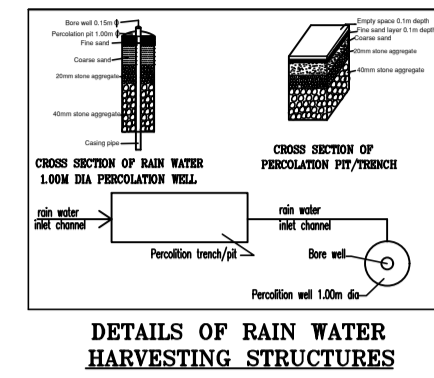 Bore well 0.15m ϕ
Percolation pit 1.00m ϕ
Fine sand
Coarse sand
20mm stone aggregate
40mm stone aggregate
Casing pipe
CROSS SECTION OF RAIN WATER
1.00M DIA PERCOLATION WELL
Empty space 0.1m depth
Fine sand layer 0.1m depth
Coarse sand
20mm stone aggregate
40mm stone aggregate
CROSS SECTION OF
PERCOLATION PIT/TRENCH
rain water
inlet channel
Percolition trench/pit
rain water
inlet channel
Bore well
Percolition well 1.00m dia
DETAILS OF RAIN WATER
HARVESTING STRUCTURES